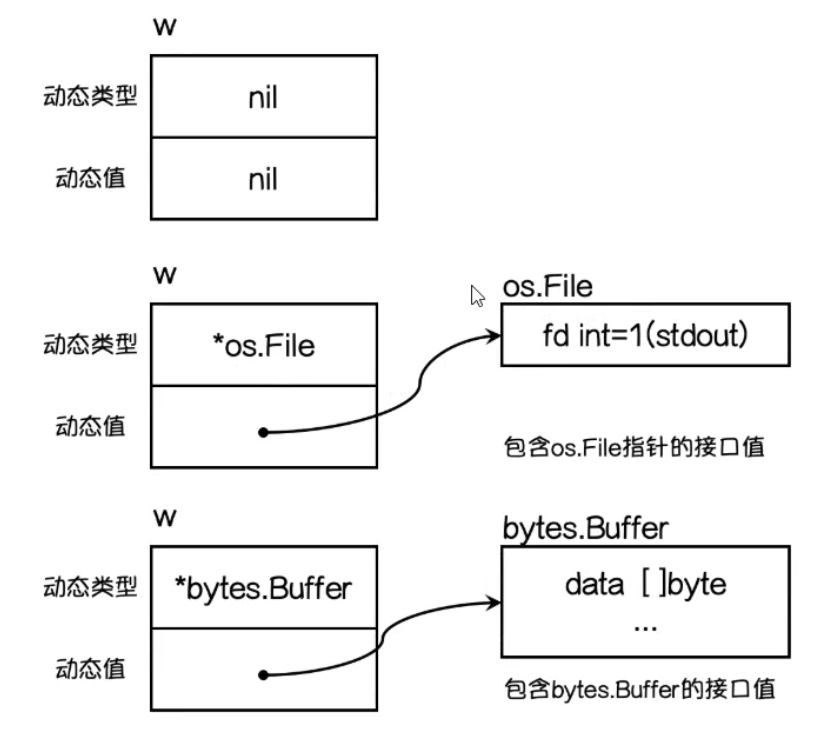 w
动态类型 nil
动态值 nil
w
os.File
动态类型 *os.File fd int=1(stdout)
动态值
包含os.File指针的接口值
w
bytes.Buffer
动态类型 *bytes.Buffer data [ ]byte
...
动态值
包含bytes.Buffer的接口值